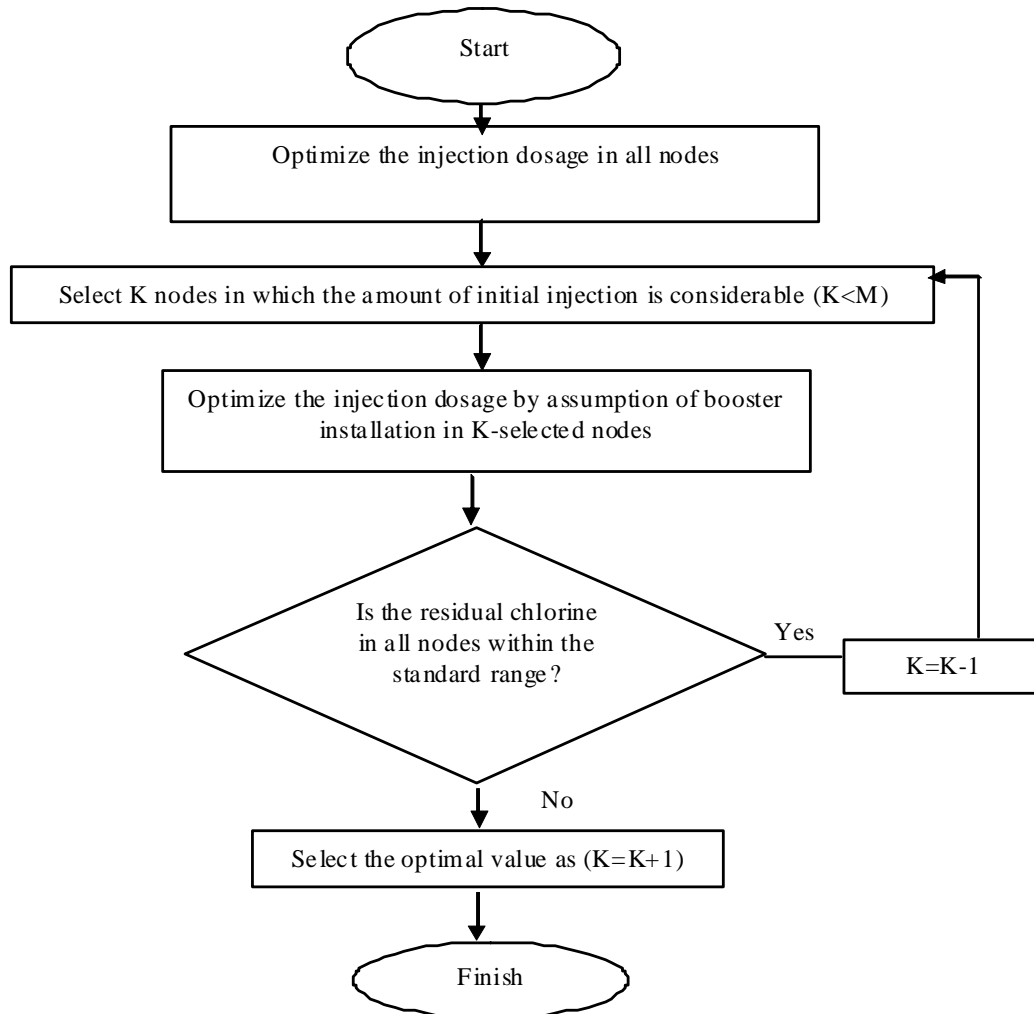 Start
Optimize the injection dosage in all nodes
Select K nodes in which the amount of initial injection is considerable (K<M)
Optimize the injection dosage by assumption of booster
installation in K-selected nodes
Is the residual chlorine
in all nodes within the
standard range?
Yes
K=K-1
No
Select the optimal value as (K=K+1)
Finish